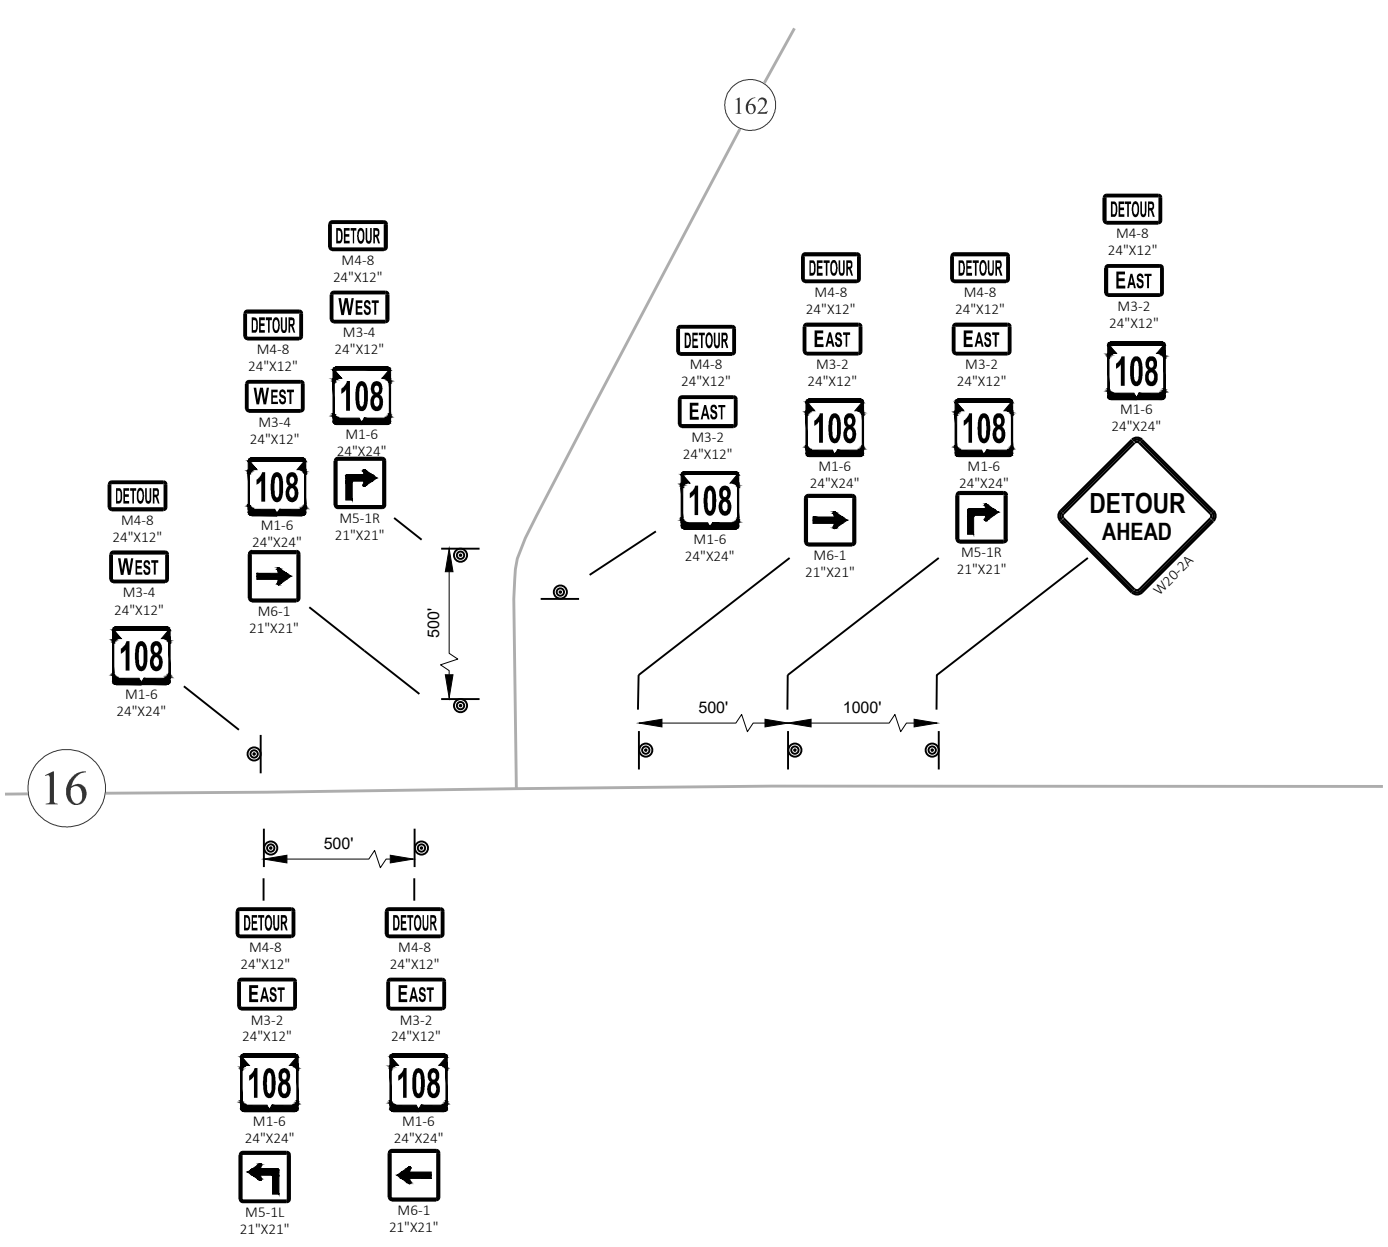 162
DETOUR
M4-8
24"X12"
WEST
M3-4
24"X12"
108
M1-6
24"X24"
DETOUR
M4-8
24"X12"
WEST
M3-4
24"X12"
108
M1-6
24"X24"
M6-1
21"X21"
DETOUR
M4-8
24"X12"
WEST
M3-4
24"X12"
108
M1-6
24"X24"
M5-1R
21"X21"
500'
DETOUR
M4-8
24"X12"
EAST
M3-2
24"X12"
108
M1-6
24"X24"
DETOUR
M4-8
24"X12"
EAST
M3-2
24"X12"
108
M1-6
24"X24"
M6-1
21"X21"
DETOUR
M4-8
24"X12"
EAST
M3-2
24"X12"
108
M1-6
24"X24"
M5-1R
21"X21"
DETOUR
M4-8
24"X12"
EAST
M3-2
24"X12"
108
M1-6
24"X24"
DETOUR
AHEAD
W20-2A
500'
1000'
16
500'
DETOUR
M4-8
24"X12"
EAST
M3-2
24"X12"
108
M1-6
24"X24"
M5-1L
21"X21"
DETOUR
M4-8
24"X12"
EAST
M3-2
24"X12"
108
M1-6
24"X24"
M6-1
21"X21"